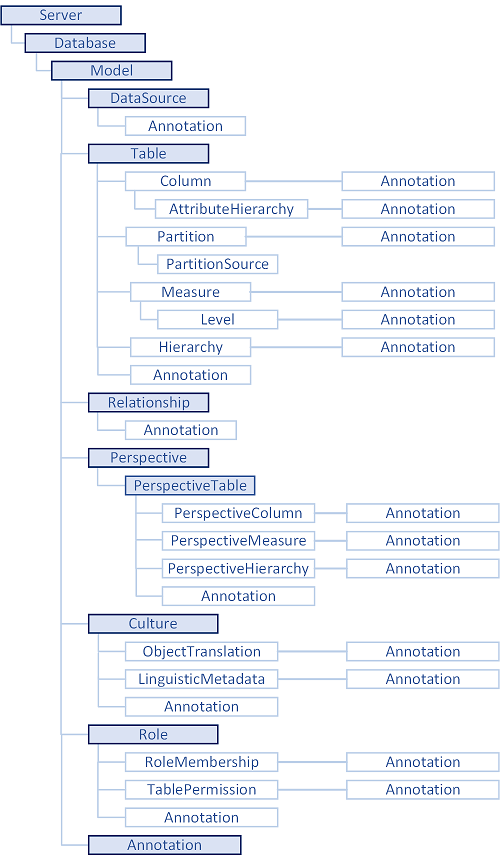 Server
Database
Model
DataSource
Annotation
Table
Column Annotation
AttributeHierarchy Annotation
Partition Annotation
PartitionSource
Measure Annotation
Level Annotation
Hierarchy Annotation
Annotation
Relationship
Annotation
Perspective
PerspectiveTable
PerspectiveColumn Annotation
PerspectiveMeasure Annotation
PerspectiveHierarchy Annotation
Annotation
Culture
ObjectTranslation Annotation
LinguisticMetadata Annotation
Annotation
Role
RoleMembership Annotation
TablePermission Annotation
Annotation
Annotation